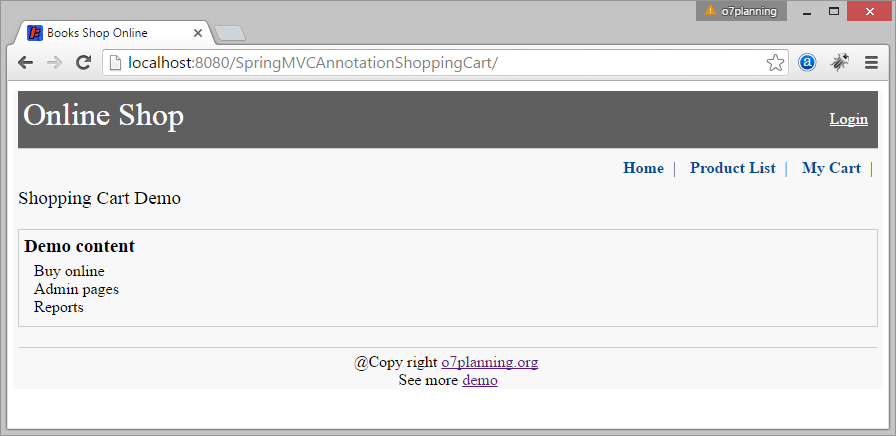 o7planning
Books Shop Online
localhost:8080/SpringMVCAnnotationShoppingCart/
Online Shop
Login
Home | Product List | My Cart |
Shopping Cart Demo
Demo content
Buy online
Admin pages
Reports
@Copy right o7planning.org
See more demo